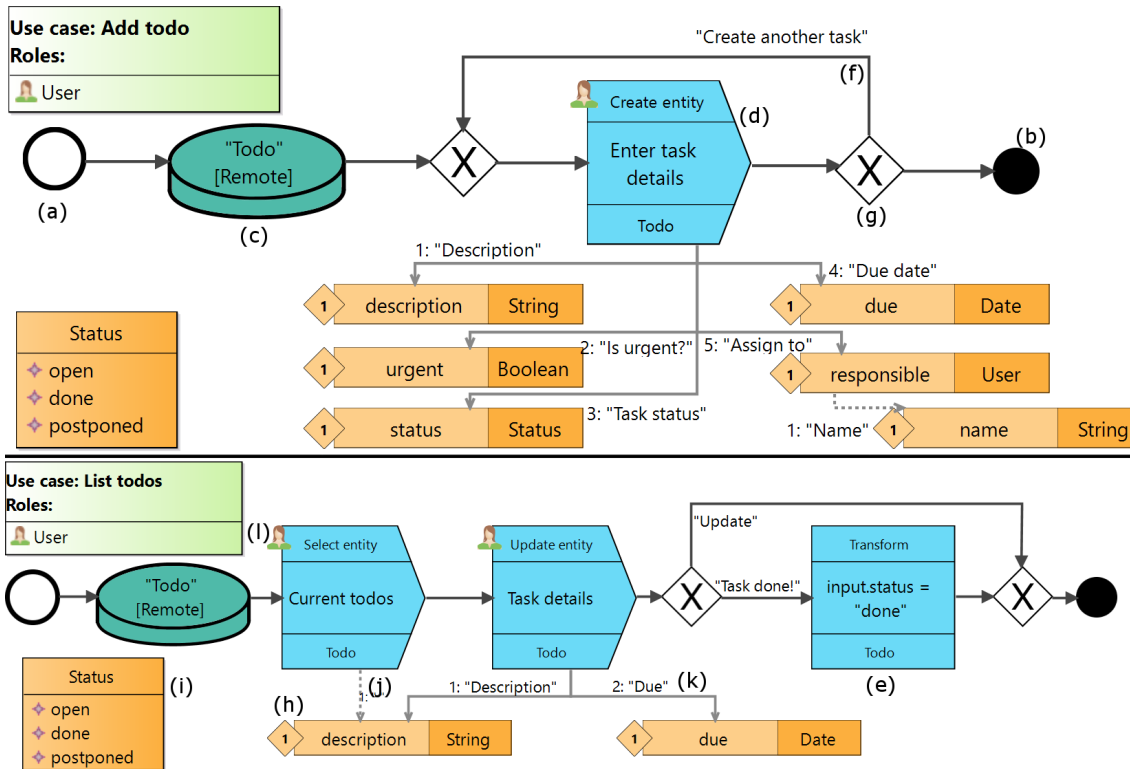 Use case: Add todo
Roles:
User
"Create another task"
(f)
Create entity
(d)
Enter task
details
Todo
"Todo"
[Remote]
X
X
(b)
(a)
(c)
(g)
1: "Description"
4: "Due date"
1
description
String
1
due
Date
2: "Is urgent?"
5: "Assign to"
1
urgent
Boolean
1
responsible
User
3: "Task status"
1
status
Status
1: "Name"
1
name
String
Status
open
done
postponed
Use case: List todos
Roles:
User
(l)
Select entity
Current todos
Todo
Update entity
Task details
Todo
"Update"
"Task done!"
Transform
input.status =
"done"
Todo
"Todo"
[Remote]
X
X
(i)
(j)
(k)
(e)
(h)
1: "Description"
2: "Due"
1
description
String
1
due
Date
Status
open
done
postponed